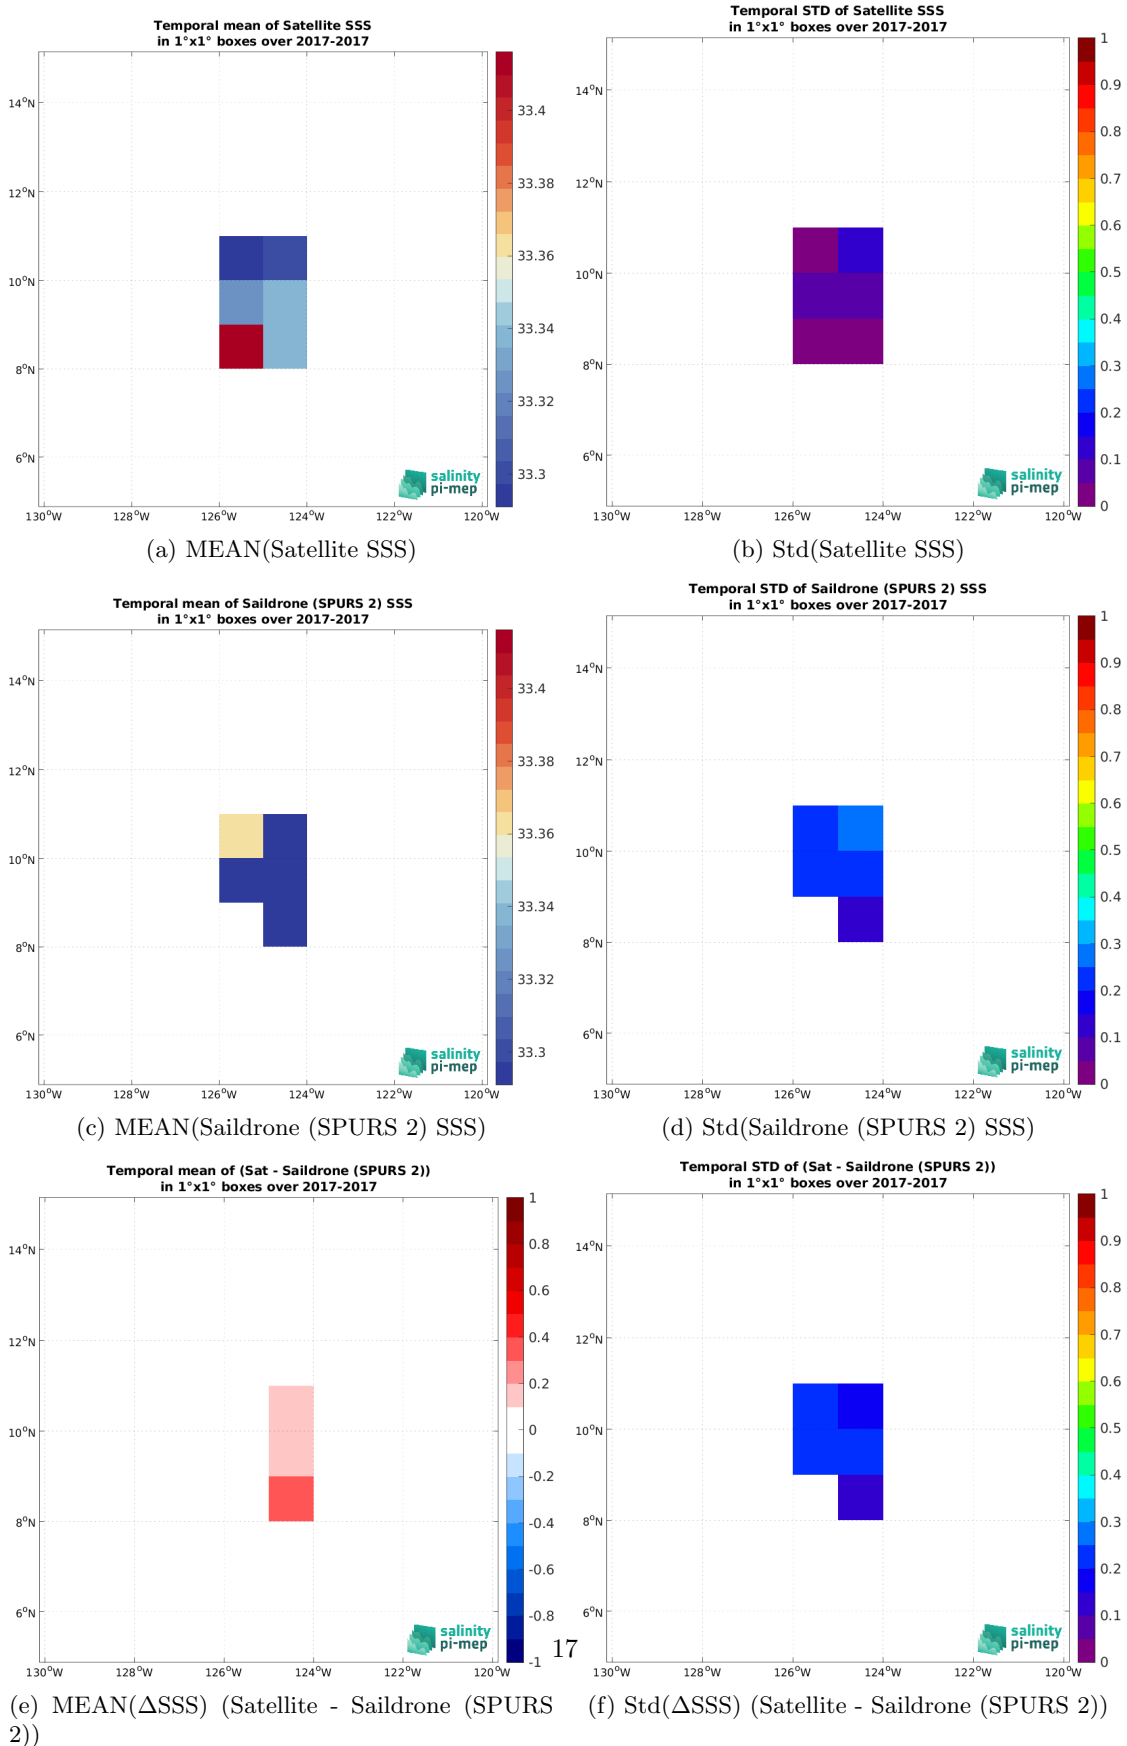 Temporal mean of Satellite SSS
in 1°x1° boxes over 2017-2017
14°N
12°N
10°N
8°N
6°N
130°W 128°W 126°W 124°W 122°W 120°W
33.4
33.38
33.36
33.34
33.32
33.3
salinity
pi-mep
(a) MEAN(Satellite SSS)
Temporal STD of Satellite SSS
in 1°x1° boxes over 2017-2017
14°N
12°N
10°N
8°N
6°N
130°W 128°W 126°W 124°W 122°W 120°W
1
0.9
0.8
0.7
0.6
0.5
0.4
0.3
0.2
0.1
0
salinity
pi-mep
(b) Std(Satellite SSS)
Temporal mean of Saildrone (SPURS 2) SSS
in 1°x1° boxes over 2017-2017
14°N
12°N
10°N
8°N
6°N
130°W 128°W 126°W 124°W 122°W 120°W
33.4
33.38
33.36
33.34
33.32
33.3
salinity
pi-mep
(c) MEAN(Saildrone (SPURS 2) SSS)
Temporal STD of Saildrone (SPURS 2) SSS
in 1°x1° boxes over 2017-2017
14°N
12°N
10°N
8°N
6°N
130°W 128°W 126°W 124°W 122°W 120°W
1
0.9
0.8
0.7
0.6
0.5
0.4
0.3
0.2
0.1
0
salinity
pi-mep
(d) Std(Saildrone (SPURS 2) SSS)
Temporal mean of (Sat - Saildrone (SPURS 2))
in 1°x1° boxes over 2017-2017
14°N
12°N
10°N
8°N
6°N
130°W 128°W 126°W 124°W 122°W 120°W
1
0.8
0.6
0.4
0.2
0
-0.2
-0.4
-0.6
-0.8
-1
salinity
pi-mep
(e) MEAN(ΔSSS) (Satellite - Saildrone (SPURS
2))
Temporal STD of (Sat - Saildrone (SPURS 2))
in 1°x1° boxes over 2017-2017
14°N
12°N
10°N
8°N
6°N
130°W 128°W 126°W 124°W 122°W 120°W
1
0.9
0.8
0.7
0.6
0.5
0.4
0.3
0.2
0.1
0
salinity
pi-mep
(f) Std(ΔSSS) (Satellite - Saildrone (SPURS 2))
17